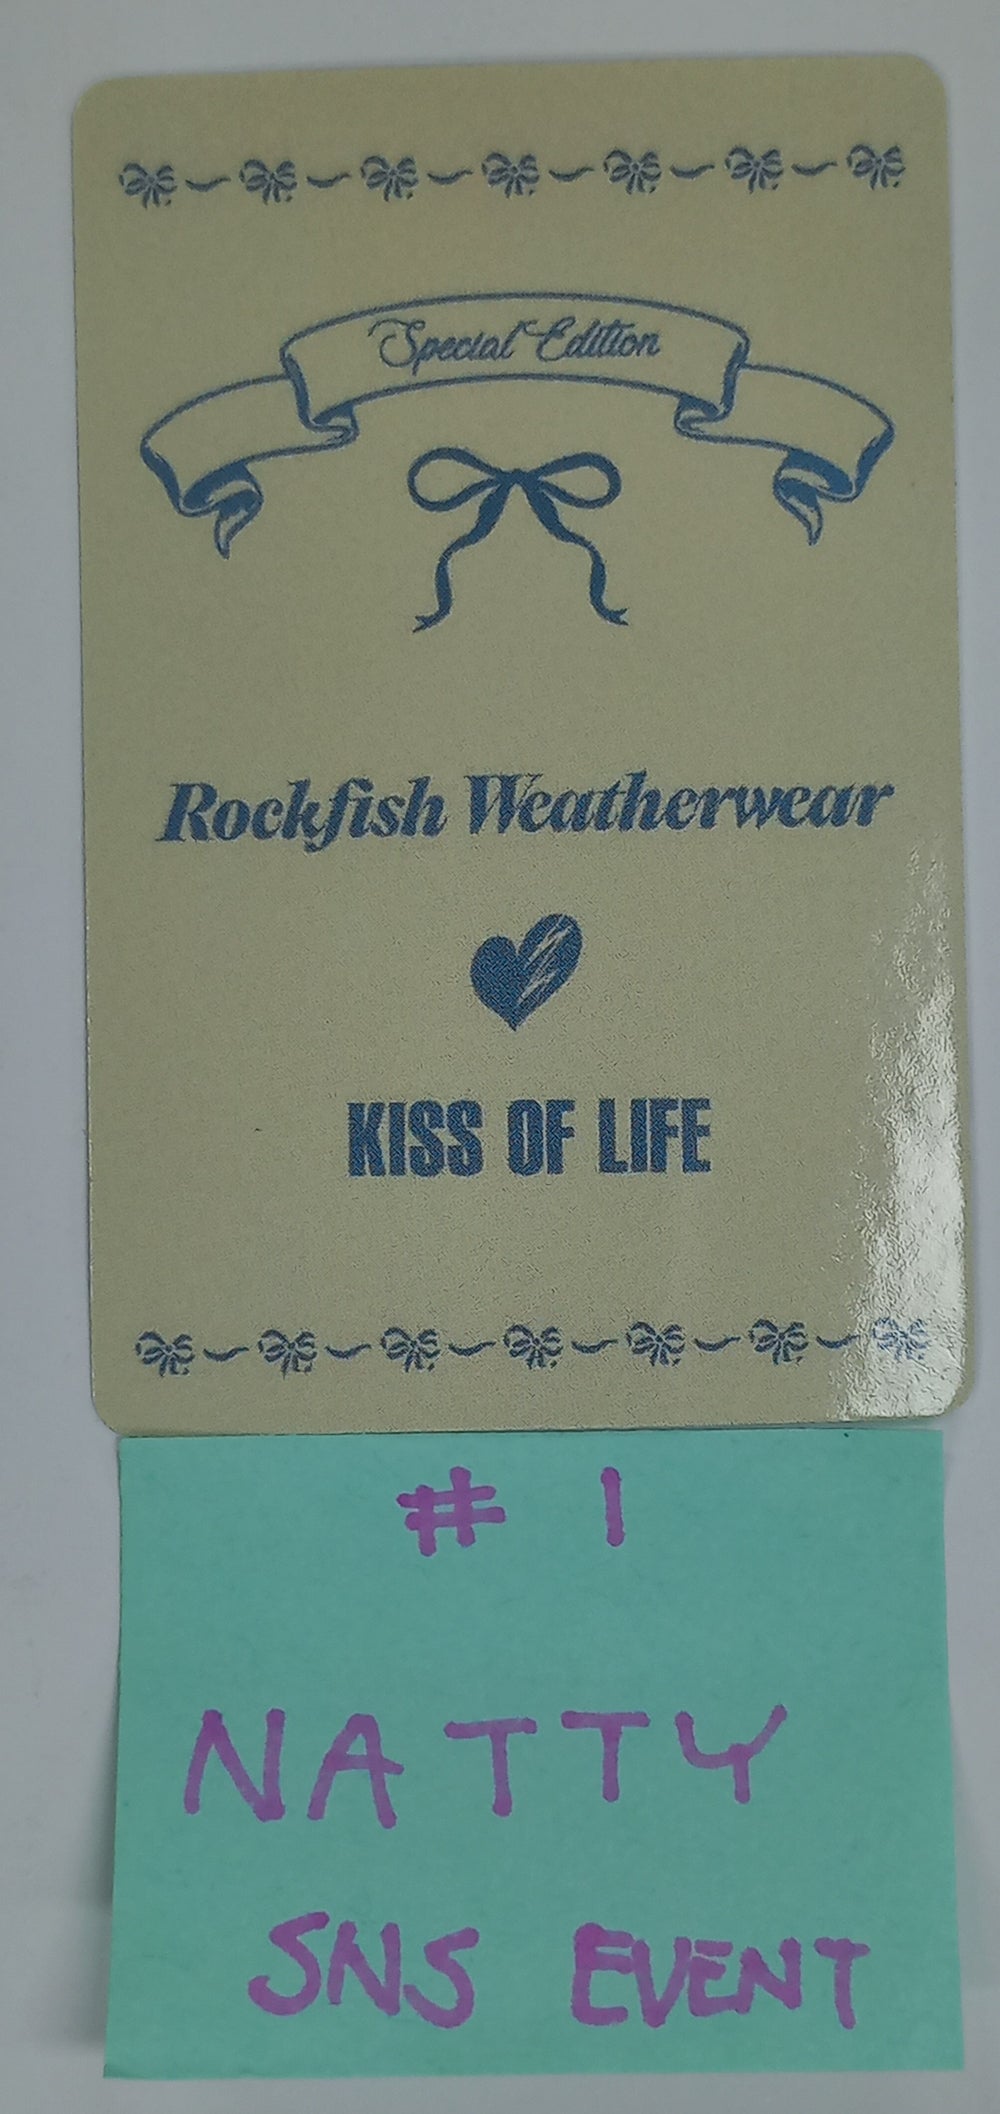 Special Edition
Rockfish Weatherwear
KISS OF LIFE
# 1
NATTY
SNS EVENT